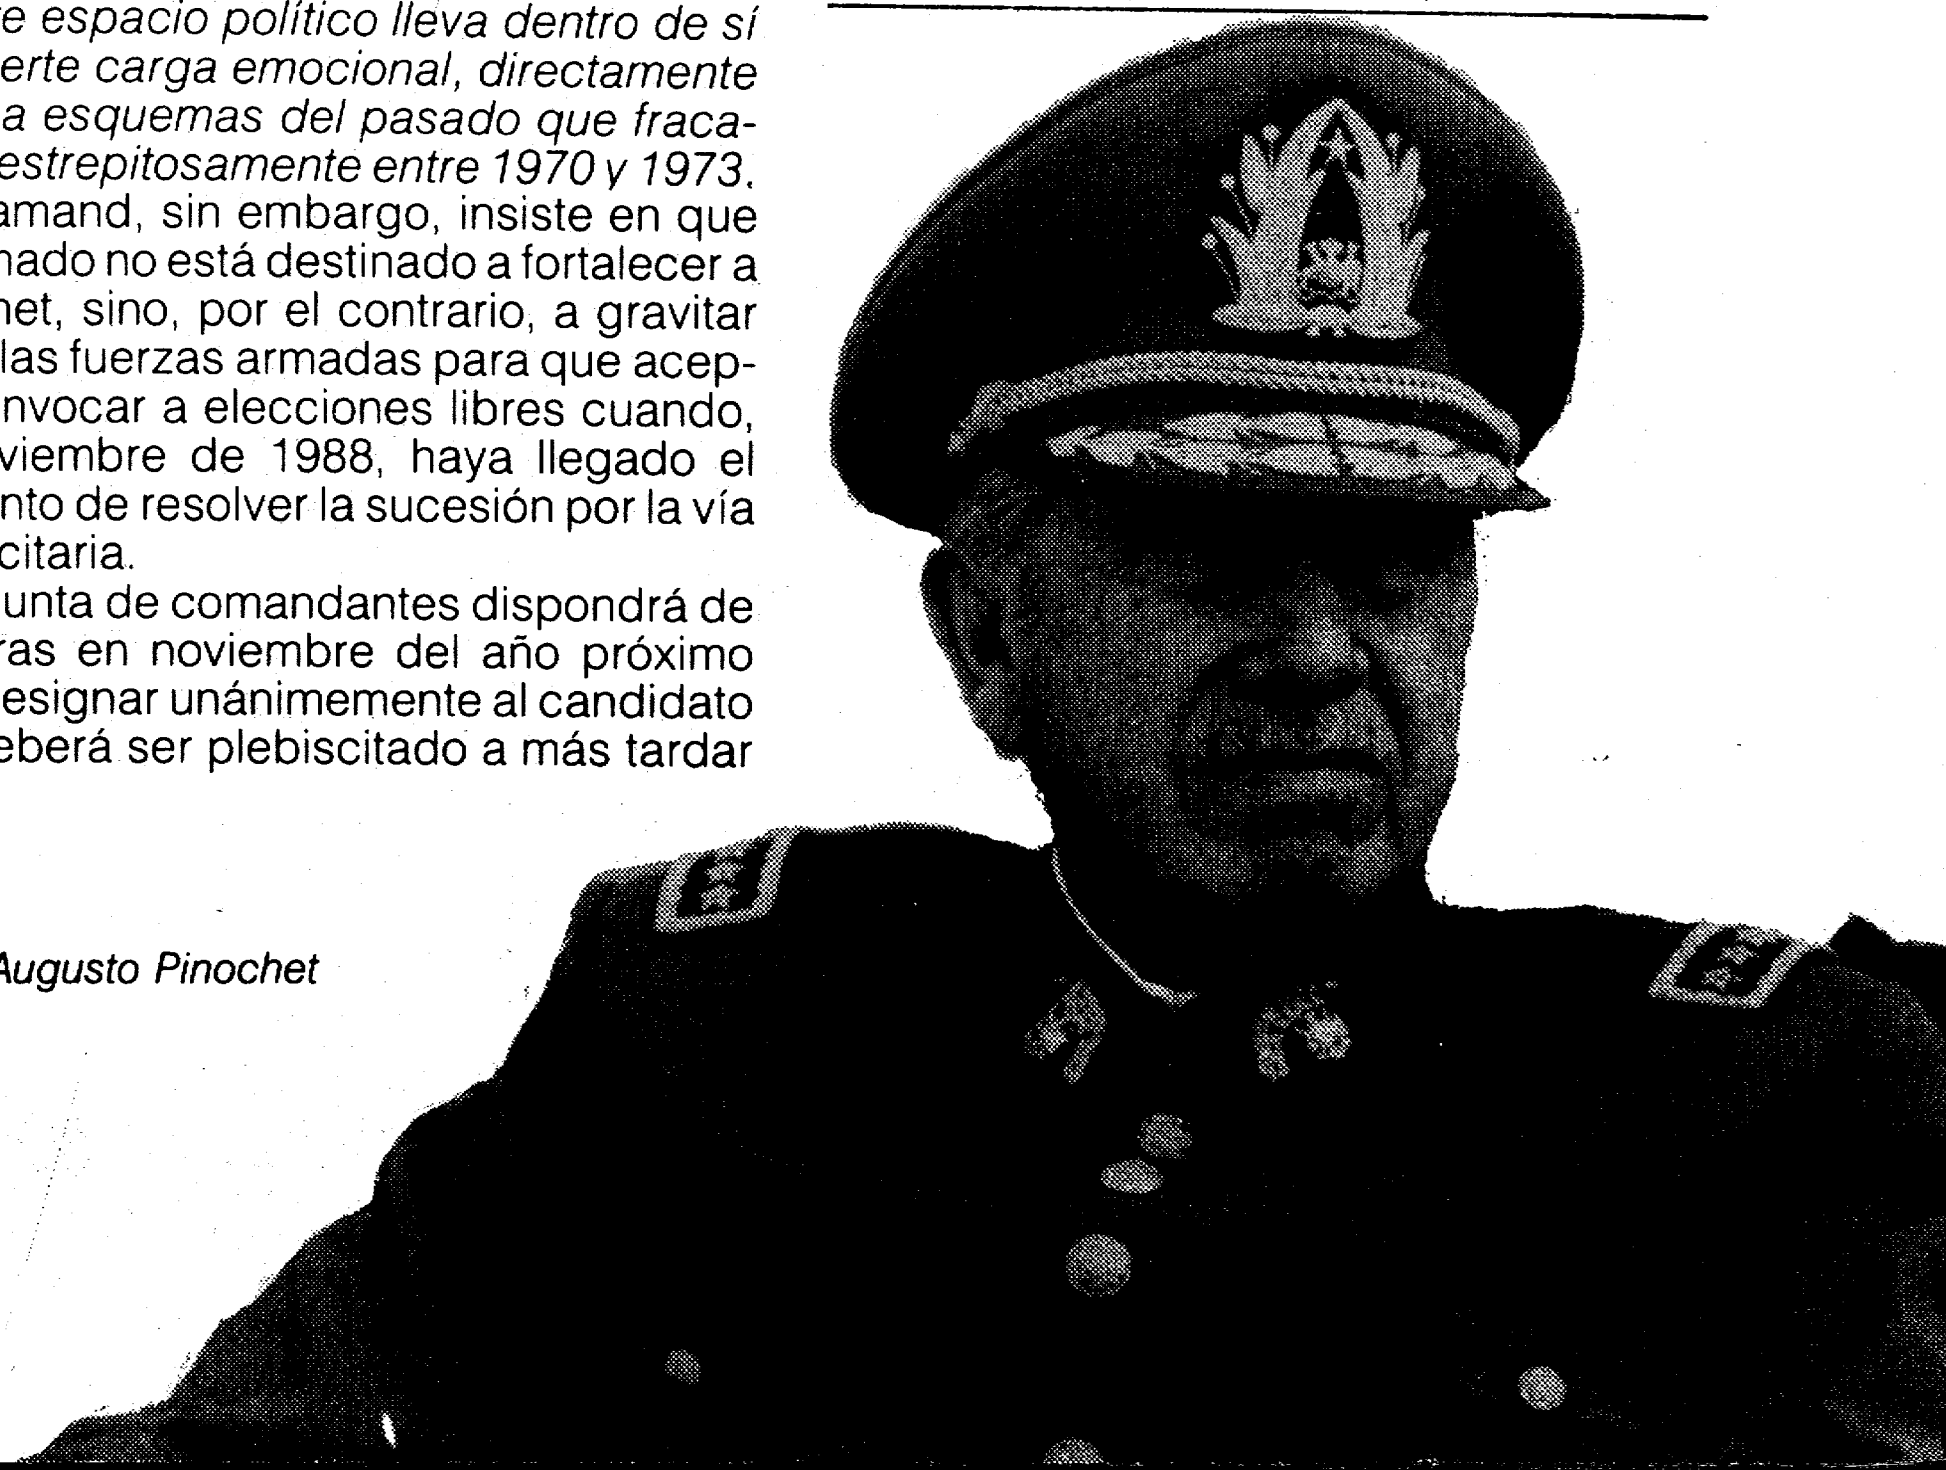 e espacio político lleva dentro de sí
erte carga emocional, directamente
a esquemas del pasado que fraca-
estrepitosamente entre 1970 y 1973.
amand, sin embargo, insiste en que
nado no está destinado a fortalecer a
net, sino, por el contrario, a gravitar
las fuerzas armadas para que acep-
nvocar a elecciones libres cuando,
viembre de 1988, haya llegado el
nto de resolver la sucesión por la vía
citaria.
unta de comandantes dispondrá de
ras en noviembre del año próximo
esignar unánimemente al candidato
eberá ser plebiscitado a más tardar
Augusto Pinochet